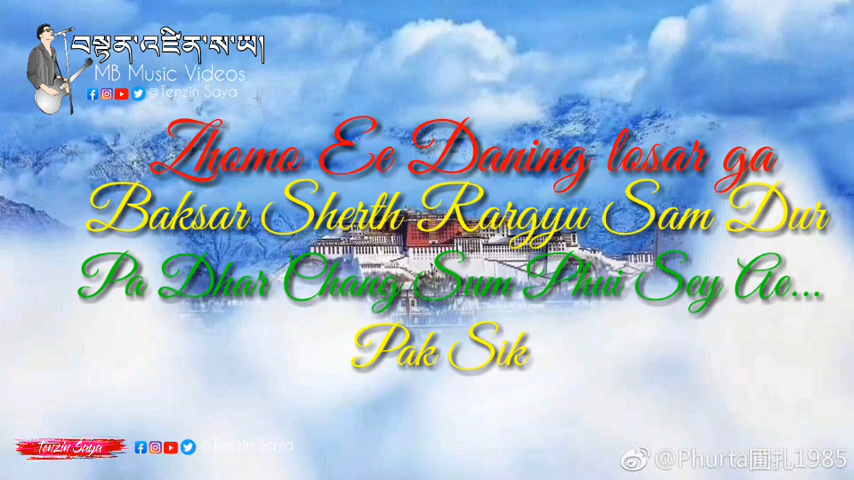 བསྟན་འཛིན་ས་ཡ།
MB Music Videos
@Tenzin Saya
Zhomo Ee Daning losar ga
Baksar Sherth Rargyu Sam Dur
Pa Dhar Chang Sum Phui Sey Ae...
Pak Sik
Tenzin Saya
@Tenzin Saya
@Phurta圃扎1985